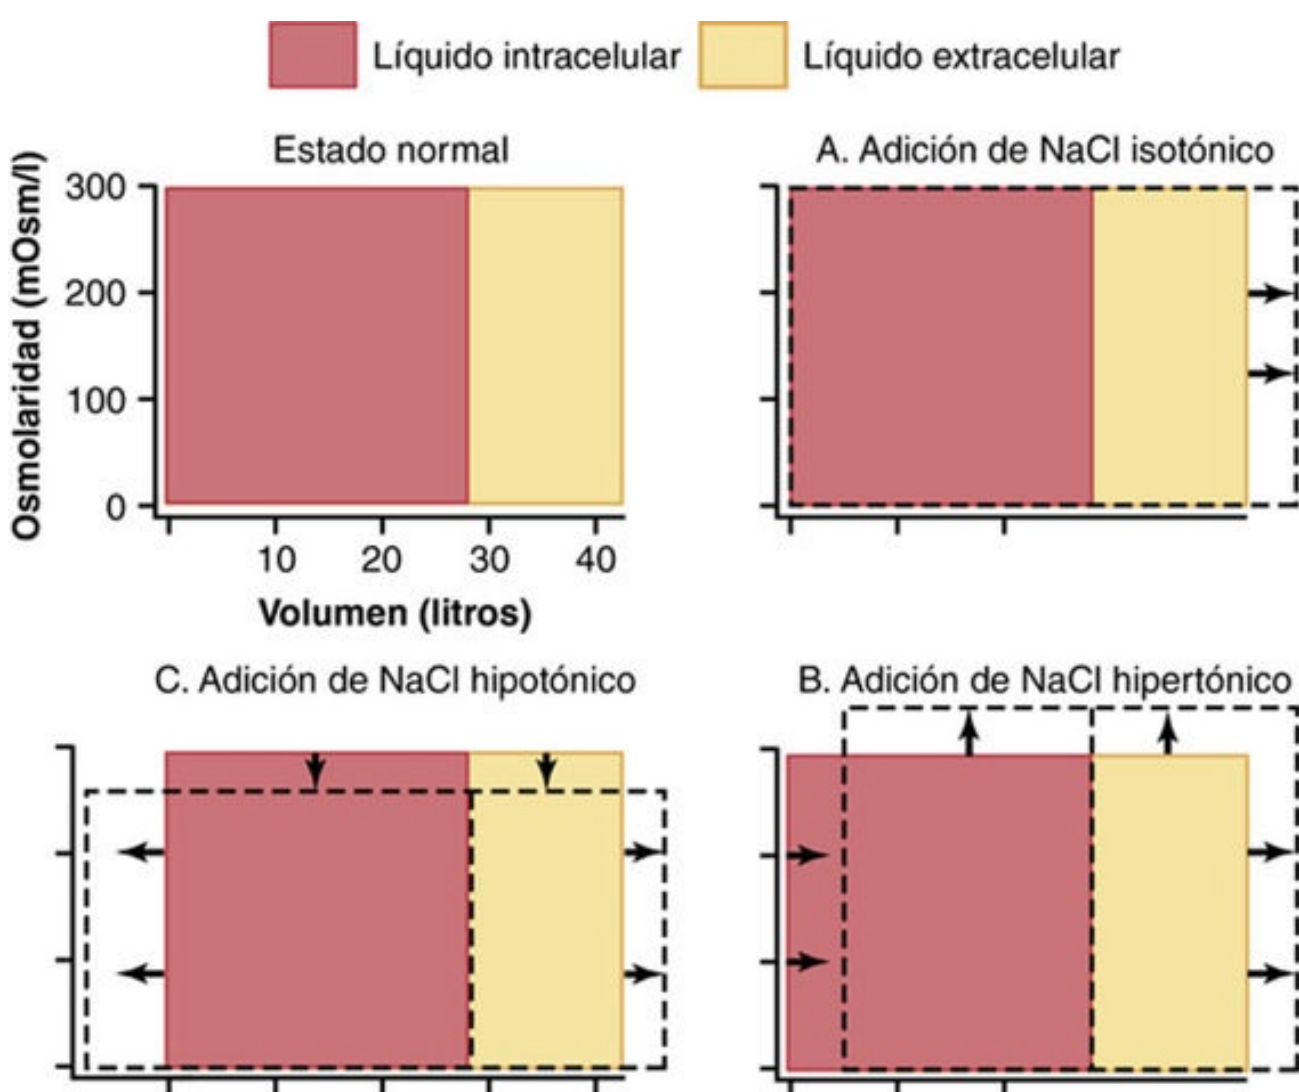 Líquido intracelular
Líquido extracelular
Estado normal
Osmolaridad (mOsm/l)
300
200
100
0
10 20 30 40
Volumen (litros)
A. Adición de NaCl isotónico
C. Adición de NaCl hipotónico
B. Adición de NaCl hipertónico